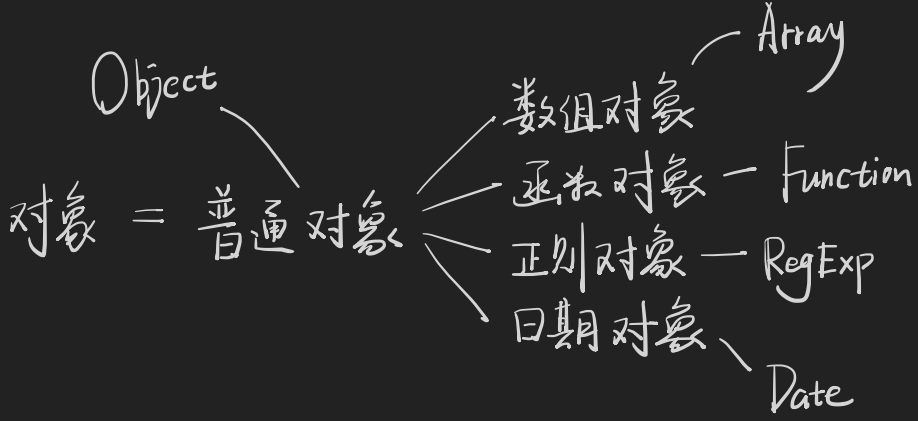 Object
对象 = 普通对象
数组对象 Array
函数对象 Function
正则对象 RegExp
日期对象 Date